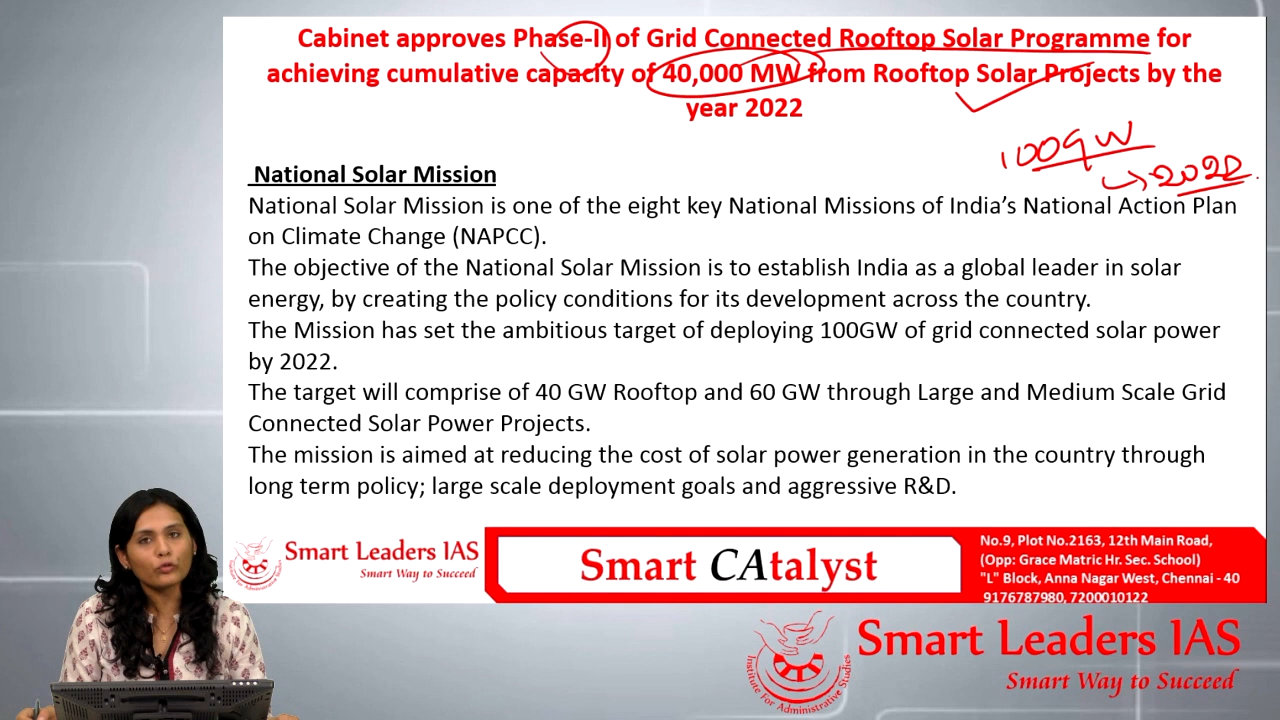 Cabinet approves Phase-II of Grid Connected Rooftop Solar Programme for
achieving cumulative capacity of 40,000 MW from Rooftop Solar Projects by the
year 2022
100GW
→2022
National Solar Mission
National Solar Mission is one of the eight key National Missions of India’s National Action Plan
on Climate Change (NAPCC).
The objective of the National Solar Mission is to establish India as a global leader in solar
energy, by creating the policy conditions for its development across the country.
The Mission has set the ambitious target of deploying 100GW of grid connected solar power
by 2022.
The target will comprise of 40 GW Rooftop and 60 GW through Large and Medium Scale Grid
Connected Solar Power Projects.
The mission is aimed at reducing the cost of solar power generation in the country through
long term policy; large scale deployment goals and aggressive R&D.
Smart Leaders IAS
Smart Way to Succeed
Smart CAtalyst
No.9, Plot No.2163, 12th Main Road,
(Opp: Grace Matric Hr. Sec. School)
"L" Block, Anna Nagar West, Chennai - 40
9176787980, 7200010122
Institute For Administrative Studies
Smart Leaders IAS
Smart Way to Succeed